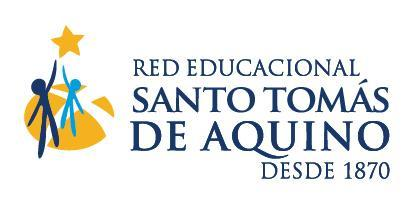 RED EDUCACIONAL
SANTO TOMÁS
DE AQUINO
DESDE 1870